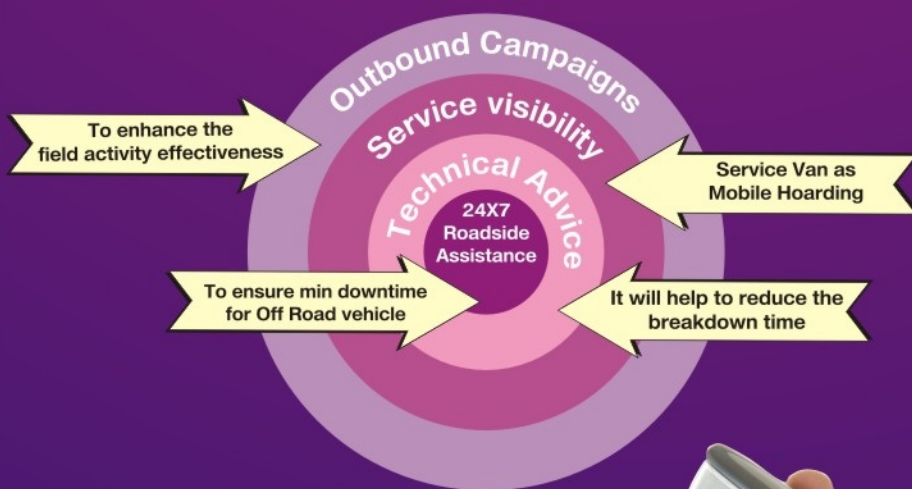 Outbound Campaigns
Service visibility
Technical Advice
24X7
Roadside
Assistance
To enhance the
field activity effectiveness
Service Van as
Mobile Hoarding
To ensure min downtime
for Off Road vehicle
It will help to reduce the
breakdown time